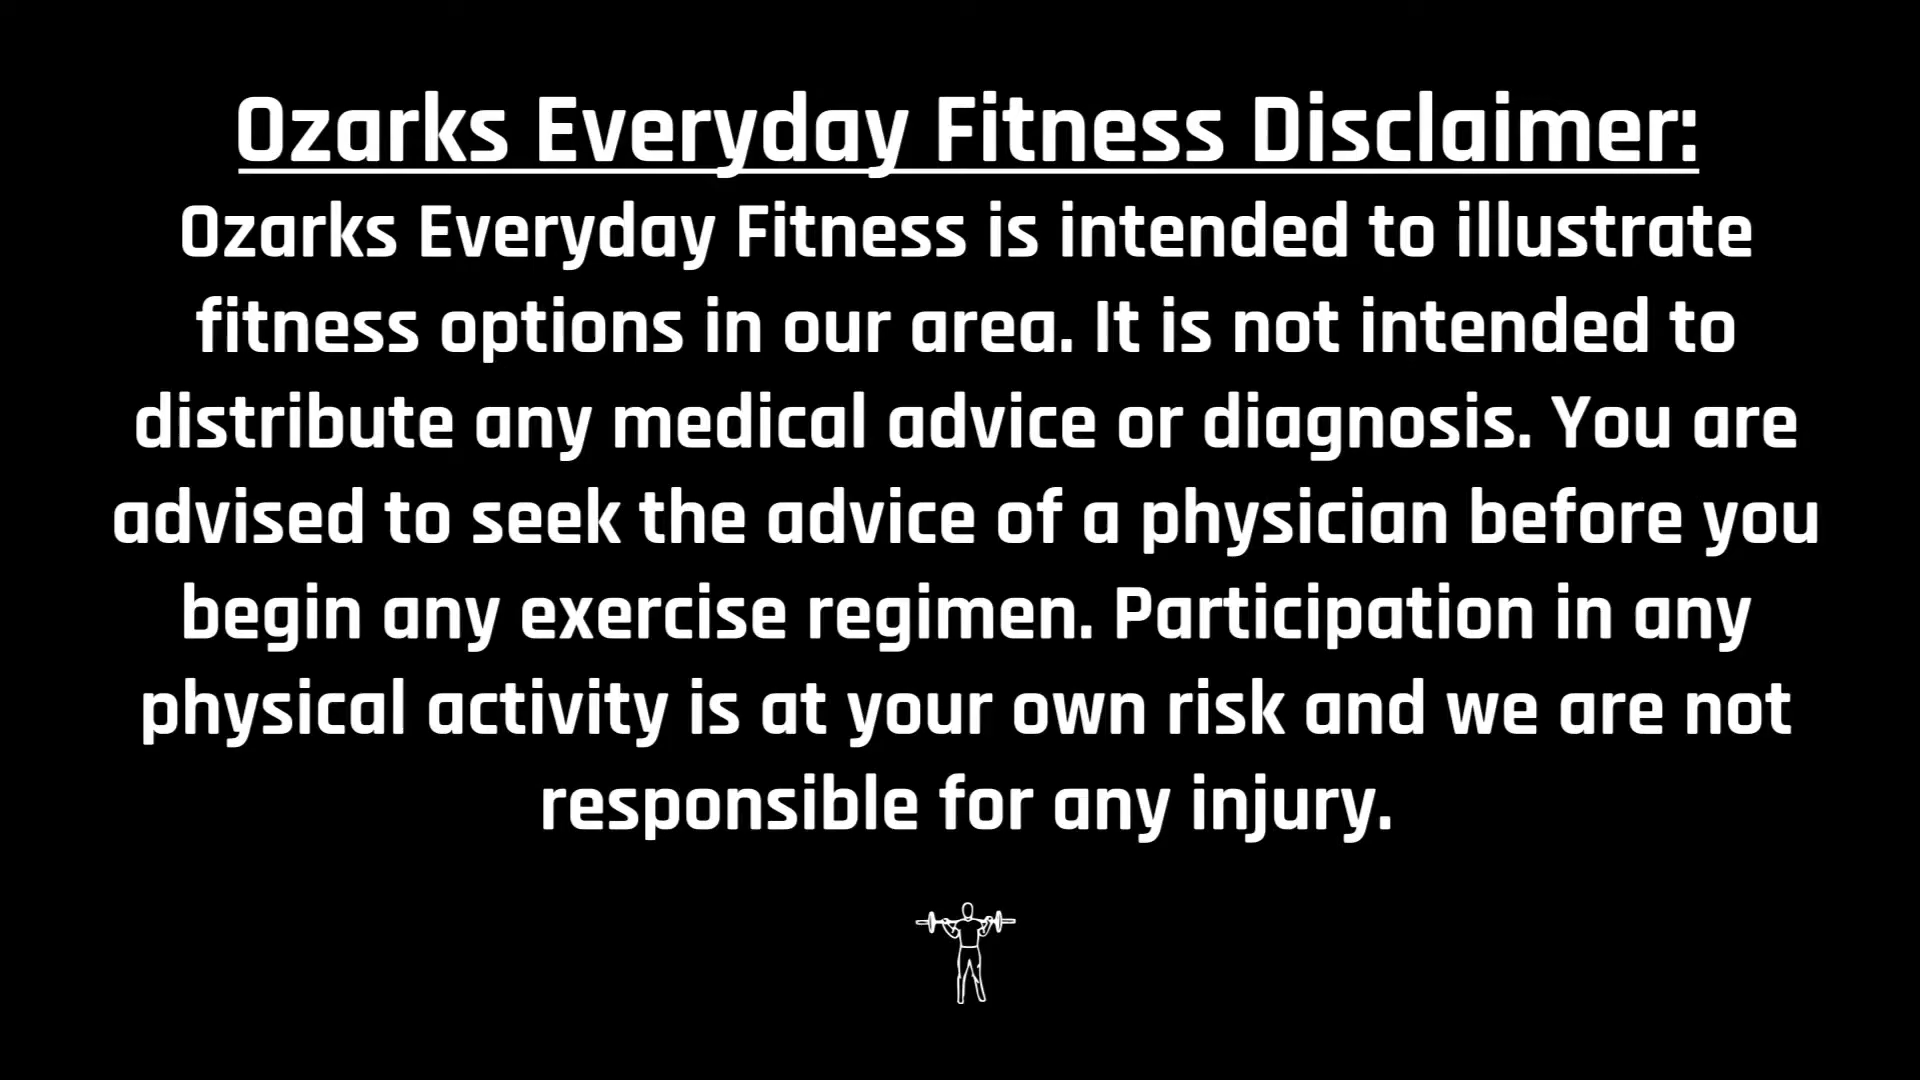 Ozarks Everyday Fitness Disclaimer:
Ozarks Everyday Fitness is intended to illustrate
fitness options in our area. It is not intended to
distribute any medical advice or diagnosis. You are
advised to seek the advice of a physician before you
begin any exercise regimen. Participation in any
physical activity is at your own risk and we are not
responsible for any injury.